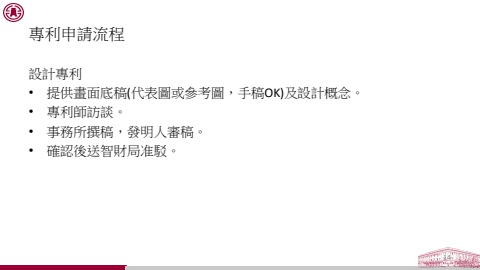 專利申請流程
設計專利
• 提供畫面底稿(代表圖或參考圖，手稿OK)及設計概念。
• 專利師訪談。
• 事務所撰稿，發明人審稿。
• 確認後送智財局准駁。